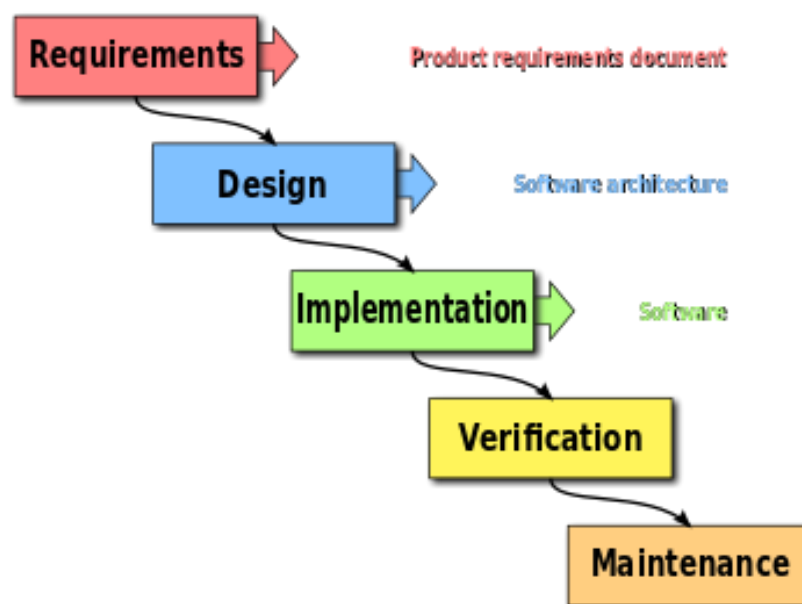 Requirements
Product requirements document
Design
Software architecture
Implementation
Software
Verification
Maintenance